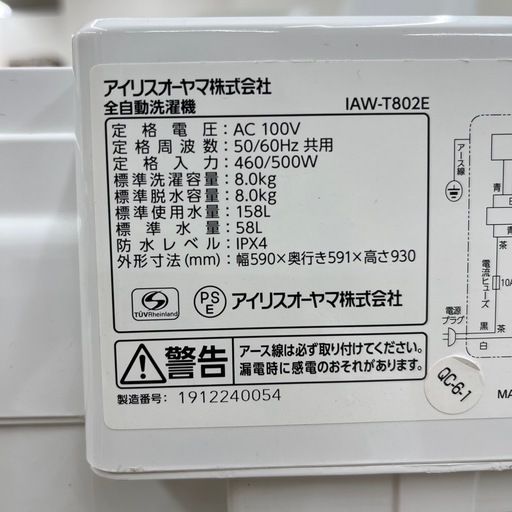 アイリスオーヤマ株式会社
全自動洗濯機 IAW-T802E
定格電圧:AC 100V
定格周波数:50/60Hz 共用
定格入力:460/500W
標準洗濯容量:8.0kg
標準脱水容量:8.0kg
標準使用水量:158L
標準水量:58L
防水レベル:IPX4
外形寸法(mm):幅590×奥行き591×高さ930
TÜVRheinland
PS
E
アイリスオーヤマ株式会社
警告
アース線は必ず取り付けてください。
漏電時に感電のおそれがあります。
製造番号:1912240054
QC-6-1
アース線
青
青
茶
茶
電流ヒューズ
10A
電源
プラグ
黒
白
MA